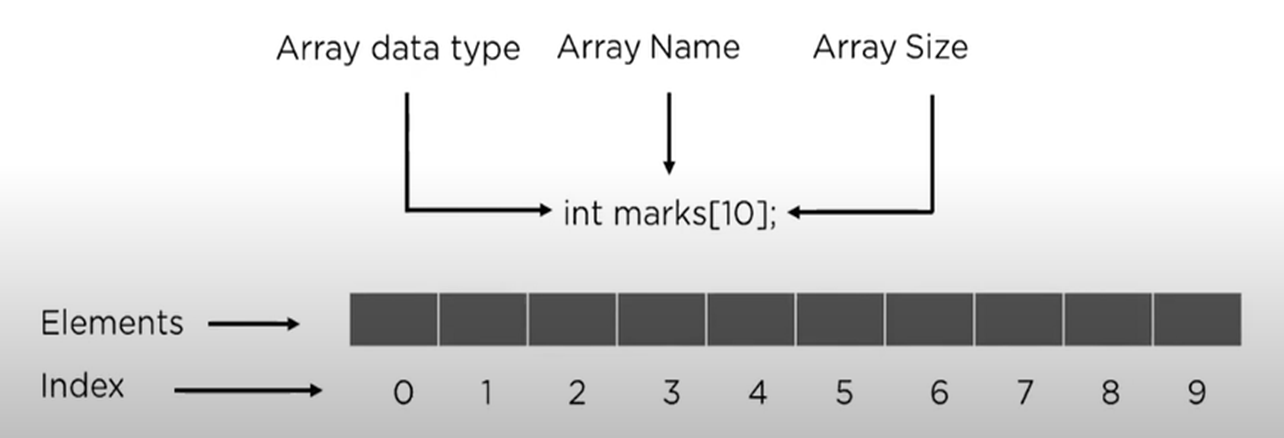 Array data type Array Name Array Size
int marks[10];
Elements
Index 0 1 2 3 4 5 6 7 8 9